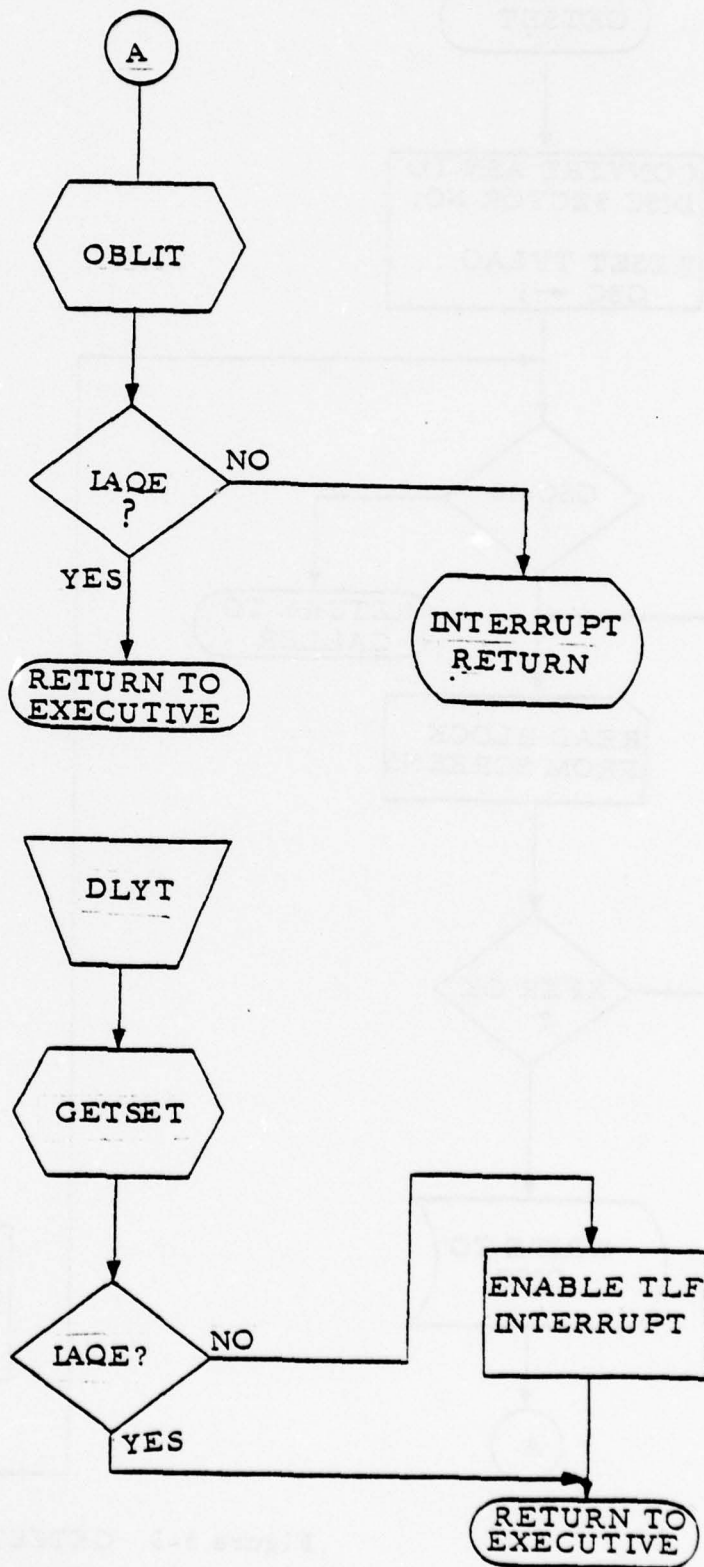 A
OBLIT
IAQE
?
NO
YES
INTERRUPT
RETURN
RETURN TO
EXECUTIVE
DLYT
GETSET
IAQE?
NO
ENABLE TLF
INTERRUPT
YES
RETURN TO
EXECUTIVE